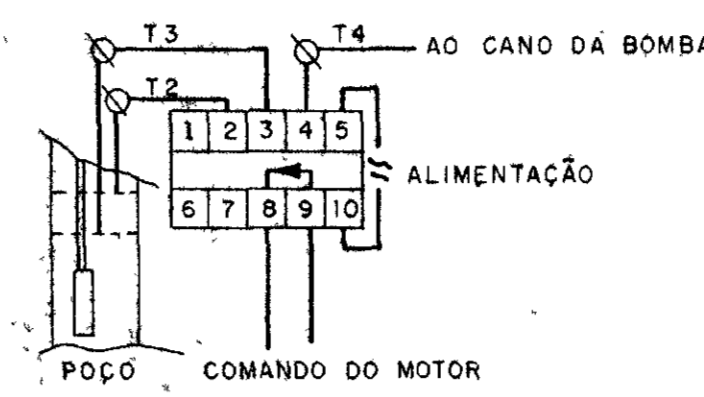 T3
T4
AO CANO DA BOMBA
T2
1 2 3 4 5
ALIMENTAÇÃO
6 7 8 9 10
POÇO
COMANDO DO MOTOR